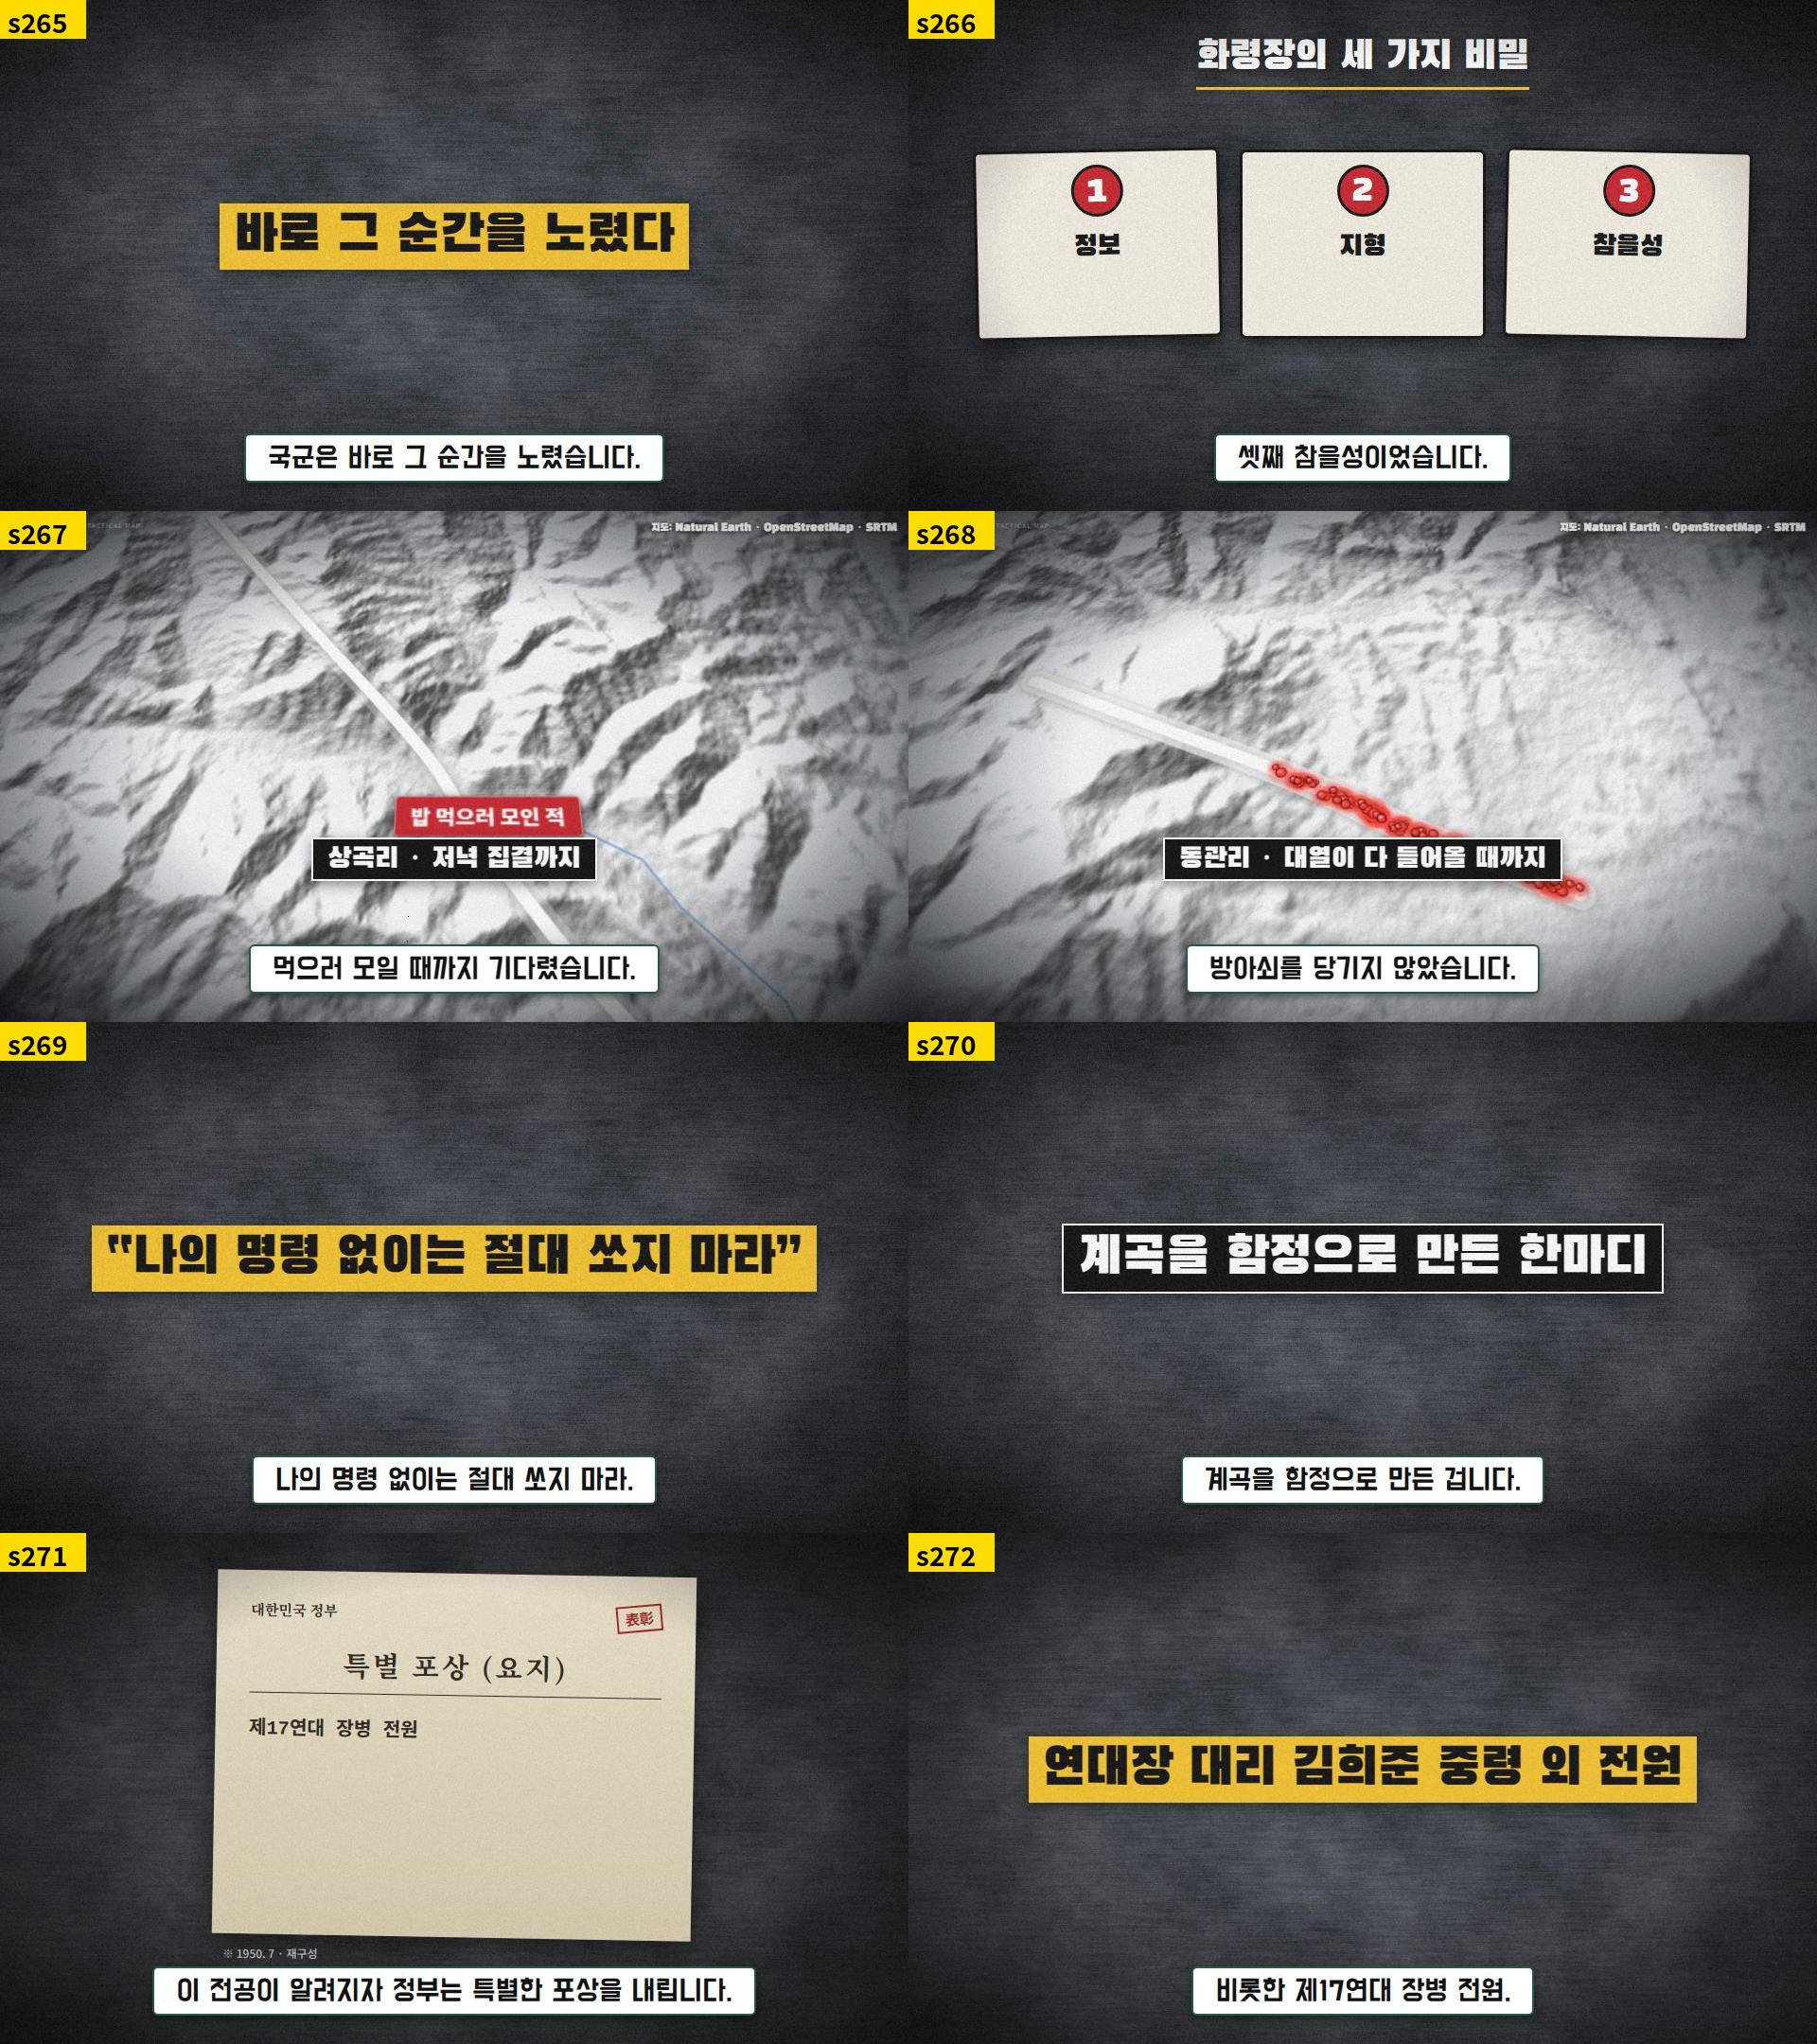 s265
바로 그 순간을 노렸다
국군은 바로 그 순간을 노렸습니다.
s266
화령장의 세 가지 비밀
1
정보
2
지형
3
참을성
셋째 참을성이었습니다.
s267
TACTICAL MAP
지도: Natural Earth · OpenStreetMap · SRTM
밥 먹으러 모인 적
상곡리 · 저녁 집결까지
먹으러 모일 때까지 기다렸습니다.
s268
TACTICAL MAP
지도: Natural Earth · OpenStreetMap · SRTM
동관리 · 대열이 다 들어올 때까지
방아쇠를 당기지 않았습니다.
s269
"나의 명령 없이는 절대 쏘지 마라"
나의 명령 없이는 절대 쏘지 마라.
s270
계곡을 함정으로 만든 한마디
계곡을 함정으로 만든 겁니다.
s271
대한민국 정부
表彰
특별 포상 (요지)
제17연대 장병 전원
※ 1950. 7 · 재구성
이 전공이 알려지자 정부는 특별한 포상을 내립니다.
s272
연대장 대리 김희준 중령 외 전원
비롯한 제17연대 장병 전원.